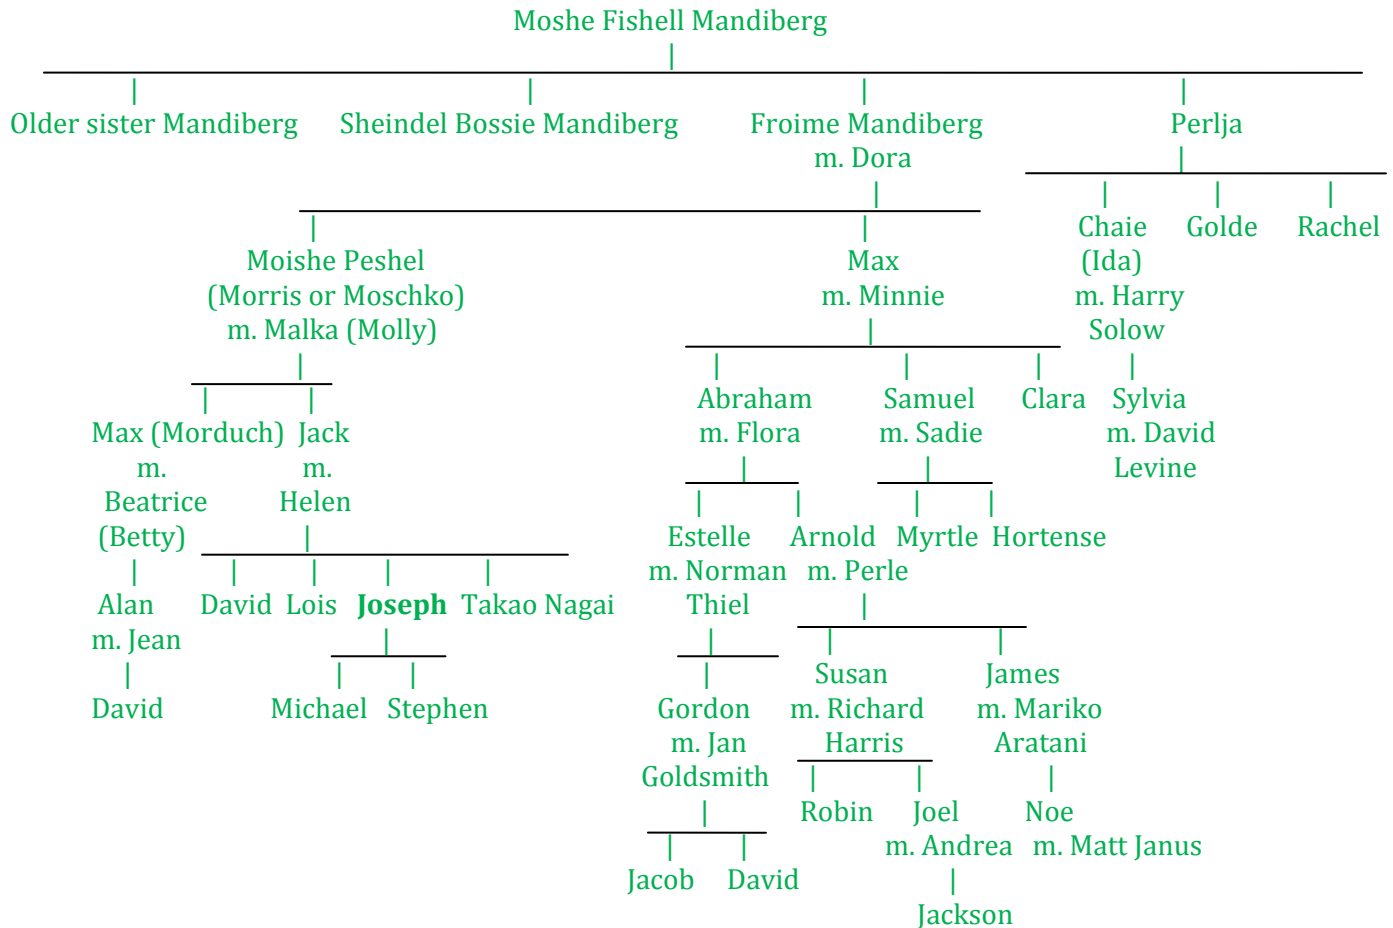 Moshe Fishell Mandiberg
Older sister Mandiberg Sheindel Bossie Mandiberg Froime Mandiberg Perlja
m. Dora
Chaie Golde Rachel
Moishe Peshel Max (Ida)
(Morris or Moschko) m. Minnie m. Harry
m. Malka (Molly) Solow
Abraham Samuel Clara Sylvia
Max (Morduch) Jack m. Flora m. Sadie m. David
m. m. Levine
Beatrice Helen
(Betty) Estelle Arnold Myrtle Hortense
m. Norman m. Perle
Alan David Lois Joseph Takao Nagai Thiel
m. Jean
Susan James
David Michael Stephen Gordon m. Richard m. Mariko
m. Jan Harris Aratani
Goldsmith
Robin Joel Noe
m. Andrea m. Matt Janus
Jacob David
Jackson